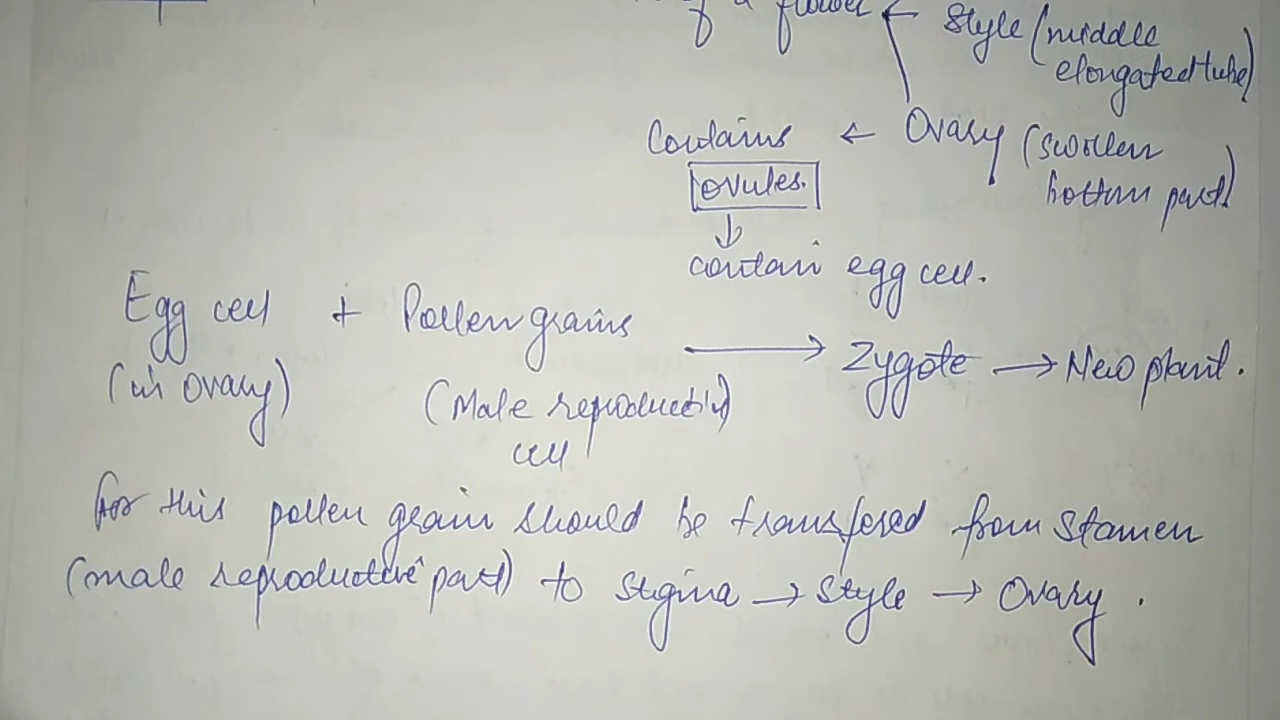 of a flower ← Style (middle
elongated tube)
Contains ← Ovary (swollen
bottom part)
ovules.
↓
contain egg cell.
Egg cell + Pollen grains → Zygote → New plant.
(in ovary) (Male reproductive)
cell
for this pollen grain should be transfered from stamen
(male reproductive part) to stigma → style → Ovary.